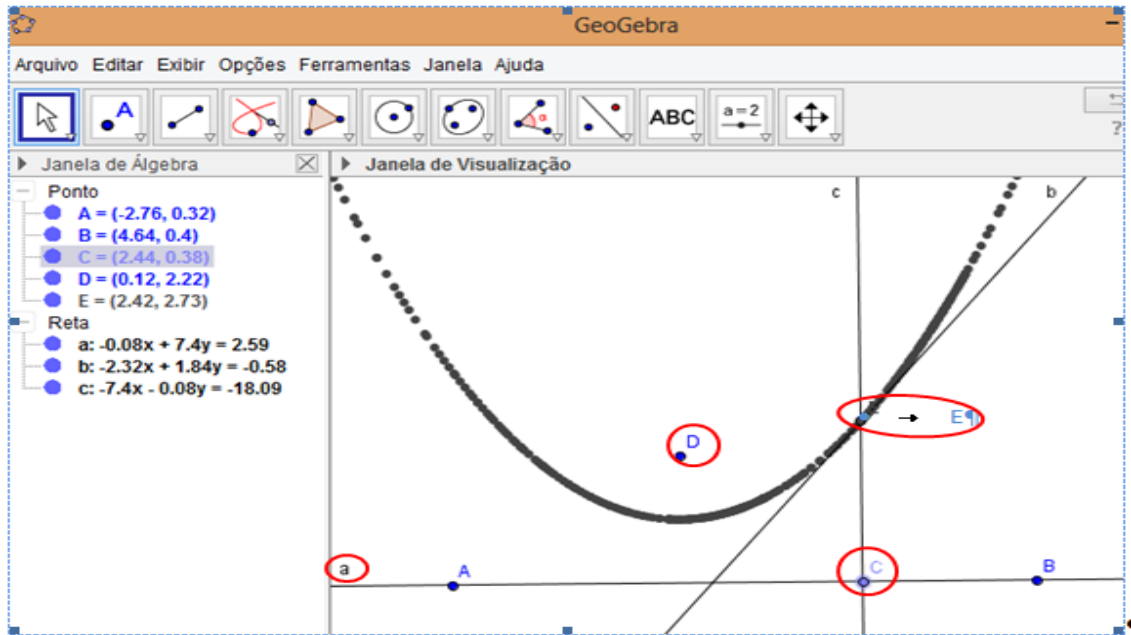 GeoGebra
Arquivo Editar Exibir Opções Ferramentas Janela Ajuda
A
α
ABC
a=2
?
Janela de Álgebra
Janela de Visualização
Ponto
A = (-2.76, 0.32)
B = (4.64, 0.4)
C = (2.44, 0.38)
D = (0.12, 2.22)
E = (2.42, 2.73)
Reta
a: -0.08x + 7.4y = 2.59
b: -2.32x + 1.84y = -0.58
c: -7.4x - 0.08y = -18.09
c
b
E¶
D
a
A
C
B